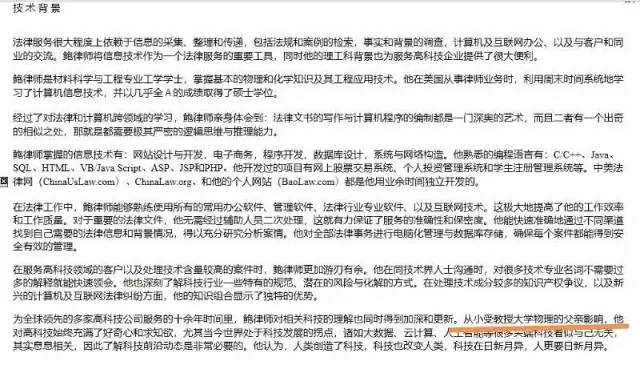 技术背景
法律服务很大程度上依赖于信息的采集、整理和传递，包括法规和案例的检索，事实和背景的调查，计算机及互联网办公、以及与客户和同
业的交流。鲍律师将信息技术作为一个法律服务的重要工具，同时他的理工科背景也为服务高科技企业提供了很大便利。
鲍律师是材料科学与工程专业工学学士，掌握基本的物理和化学知识及其工程应用技术。他在美国从事律师业务时，利用周末时间系统地学
习了计算机信息技术，并以几乎全A的成绩取得了硕士学位。
经过了对法律和计算机跨领域的学习，鲍律师亲身体会到：法律文书的写作与计算机程序的编制都是一门深奥的艺术，而且二者有一个出奇
的相似之处，那就是都需要极其严密的逻辑思维与推理能力。
鲍律师掌握的信息技术有：网站设计与开发，电子商务，程序开发，数据库设计，系统与网络构造。他熟悉的编程语言有：C/C++、Java、
SQL、HTML、VB/Java Script、ASP、JSP和PHP。他开发过的项目有网上股票交易系统、个人投资管理系统和学生注册管理系统等。中美法
律网（ChinaUsLaw.com）、ChinaLaw.org、和他的个人网站（BaoLaw.com）都是他用业余时间独立开发的。
在法律工作中，鲍律师能够熟练使用所有的常用办公软件、管理软件、法律行业专业软件、以及互联网技术。这极大地提高了他的工作效率
和工作质量。对于重要的法律文件，他无需经过辅助人员二次处理，这就有力保证了服务的准确性和保密度。他能快速准确地通过不同渠道
找到自己需要的法律信息和背景情况，得以充分研究分析案情。他对全部法律事务进行电脑化管理与数据库存储，确保每个案件都能得到安
全有效的管理。
在服务高科技领域的客户以及处理技术含量较高的案件时，鲍律师更加游刃有余。他在同技术界人士沟通时，对很多技术专业名词不需要过
多的解释就能快速领会。他也深刻了解科技行业一些特有的规范、潜在的风险与化解的方式。在处理技术成分较多的知识产权争议，以及新
兴的计算机及互联网法律纠纷方面，他的知识组合显示了独特的优势。
为全球领先的多家高科技公司服务的十余年时间里，鲍律师对相关科技的理解也同时得到加深和更新。从小受教授大学物理的父亲影响，他
对高科技始终充满了好奇心和求知欲，尤其当今世界处于科技发展的拐点，诸如大数据、云计算、人工智能等很多尖端科技看似与己无关，
其实息息相关，因此了解科技前沿动态是非常必要的。他认为，人类创造了科技，科技也改变人类，科技在日新月异，人更要日新月异。